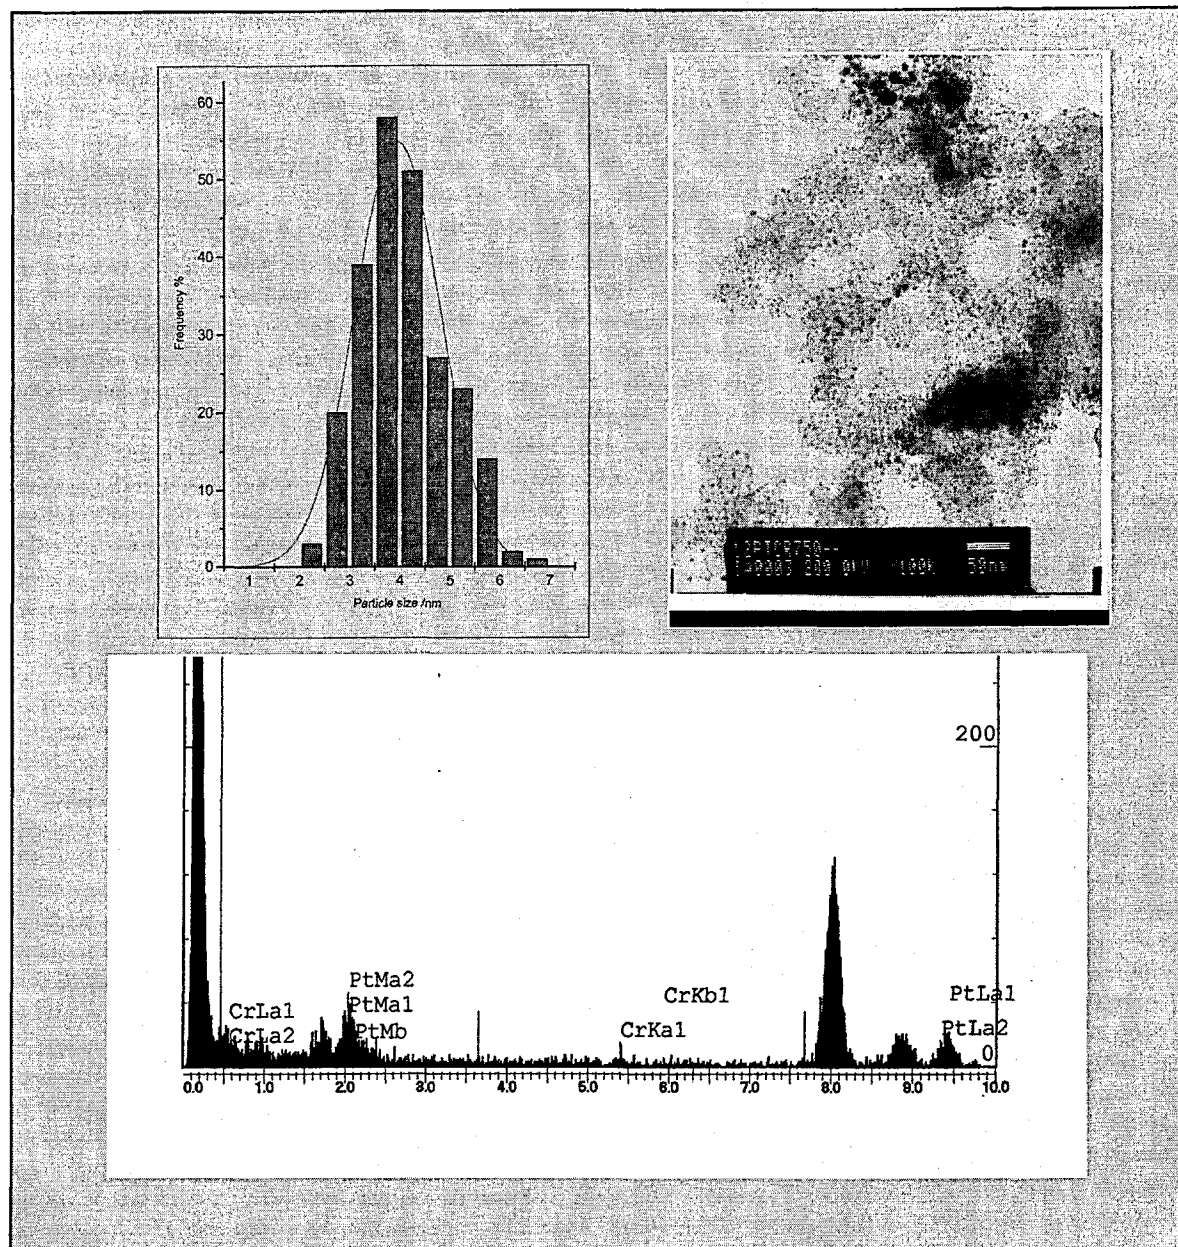 60
50
40
30
20
10
0
Frequency %
1 2 3 4 5 6 7
Particle size /nm
50nm
200
PtMa2
CrLa1 PtMa1 CrKb1 PtLa1
CrLa2 PtMb CrKa1 PtLa2
0
0.0 1.0 2.0 3.0 4.0 5.0 6.0 7.0 8.0 9.0 10.0